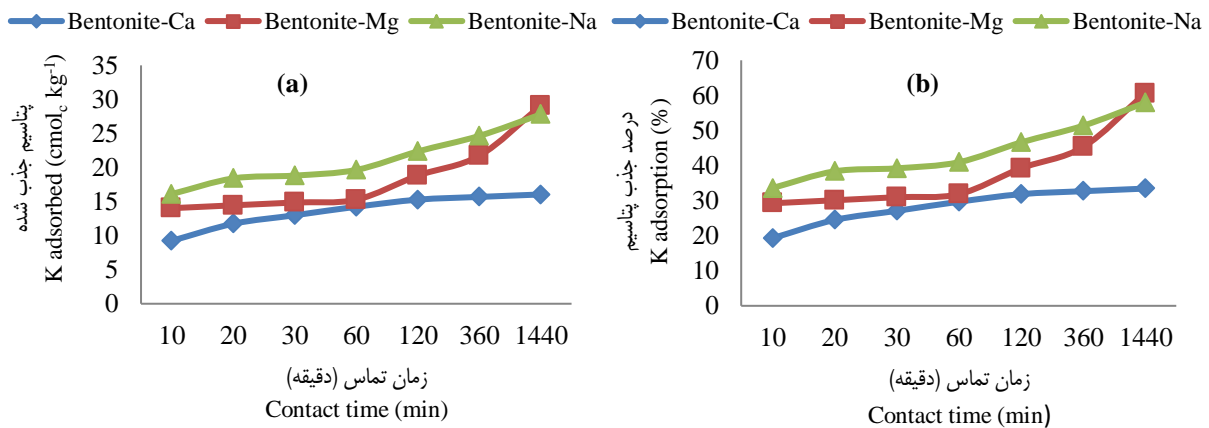 Bentonite-Ca Bentonite-Mg Bentonite-Na
(a)
پتاسیم جذب شده
K adsorbed (cmolc kg-1)
35
30
25
20
15
10
5
0
10 20 30 60 120 360 1440
زمان تماس (دقیقه)
Contact time (min)
Bentonite-Ca Bentonite-Mg Bentonite-Na
(b)
درصد جذب پتاسیم
K adsorption (%)
70
60
50
40
30
20
10
0
10 20 30 60 120 360 1440
زمان تماس (دقیقه)
Contact time (min)